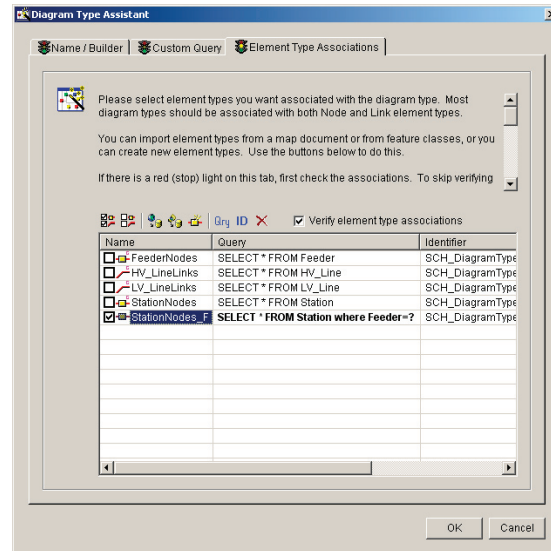 Diagram Type Assistant
Name / Builder
Custom Query
Element Type Associations
Please select element types you want associated with the diagram type. Most
diagram types should be associated with both Node and Link element types.
You can import element types from a map document or from feature classes, or you
can create new element types. Use the buttons below to do this.
If there is a red (stop) light on this tab, first check the associations. To skip verifying
Qry ID Verify element type associations
Name Query Identifier
FeederNodes SELECT * FROM Feeder SCH_DiagramType
HV_LineLinks SELECT * FROM HV_Line SCH_DiagramType
LV_LineLinks SELECT * FROM LV_Line SCH_DiagramType
StationNodes SELECT * FROM Station SCH_DiagramType
StationNodes_F SELECT * FROM Station where Feeder=? SCH_DiagramType
OK Cancel